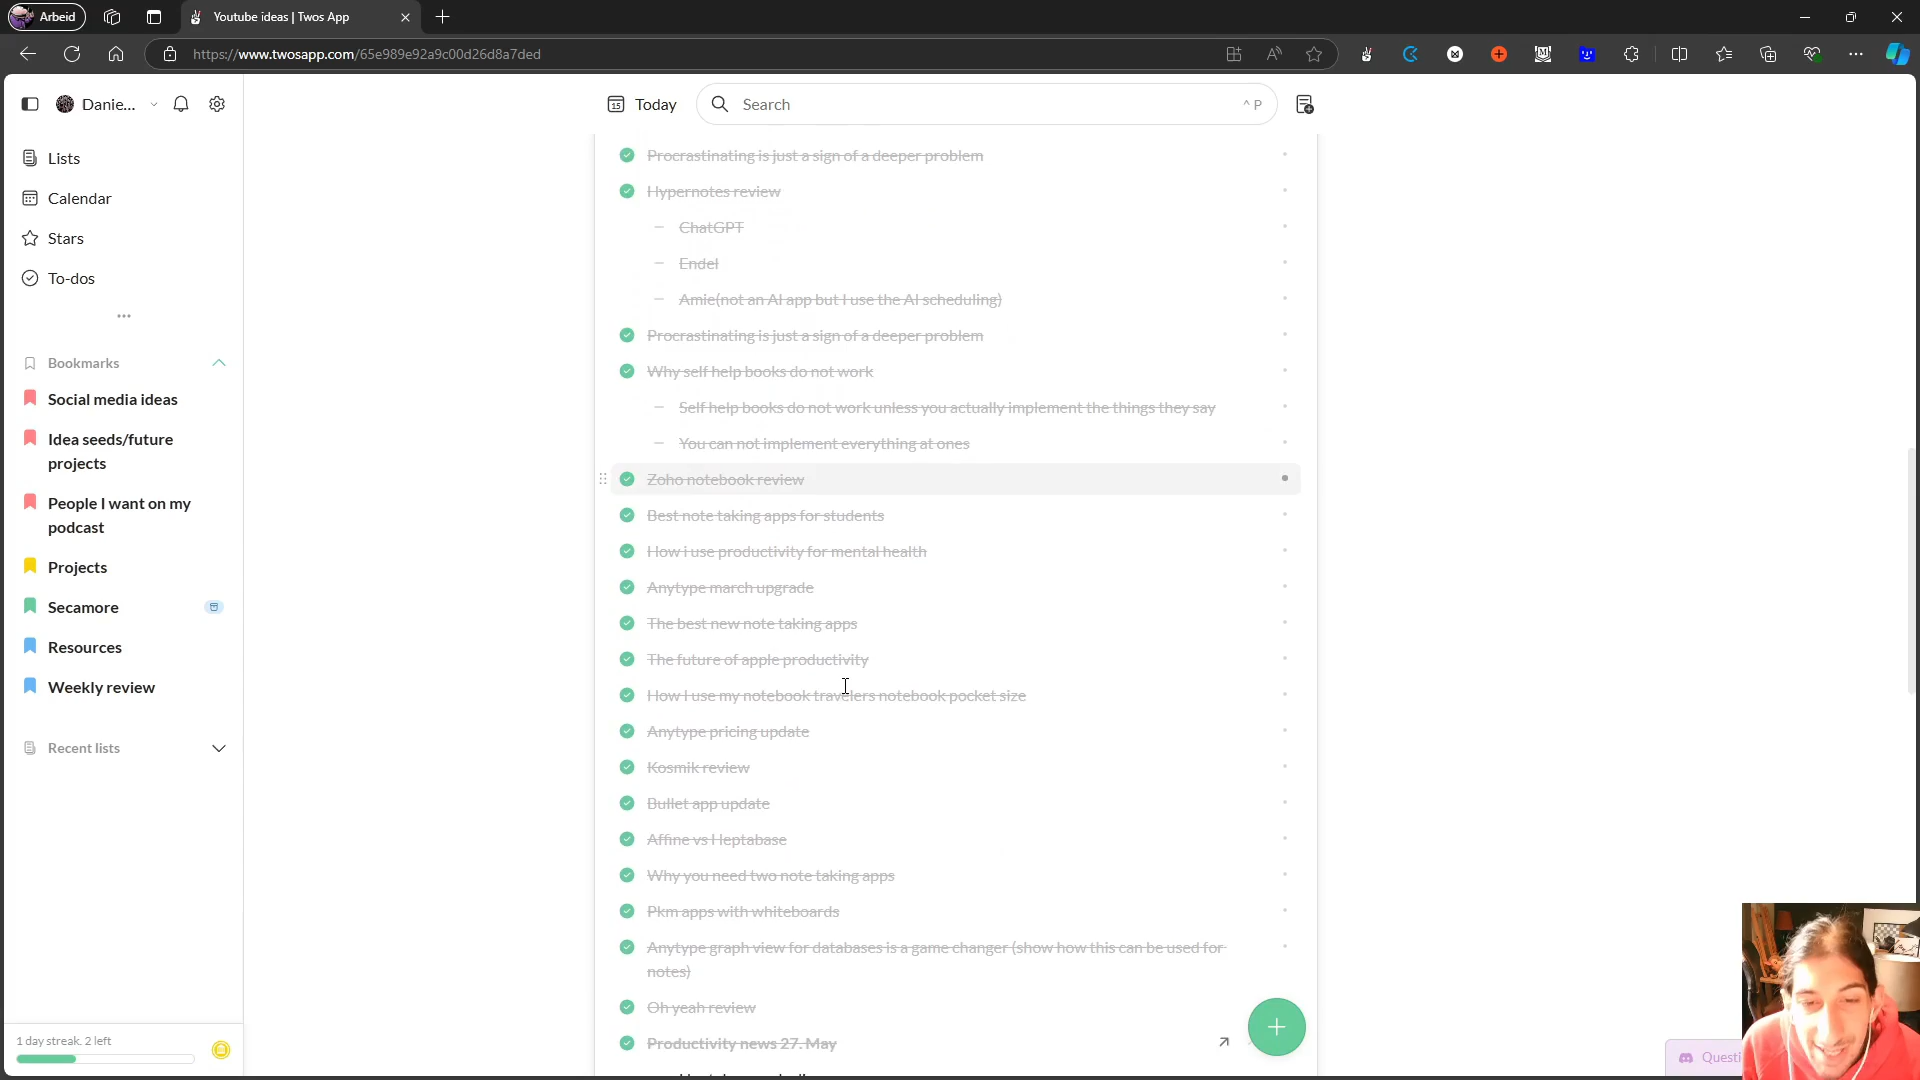 Arbeid
Youtube ideas | Twos App
https://www.twosapp.com/65e989e92a9c00d26d8a7ded
Danie...
15 Today
Search
^ P
Lists
Calendar
Stars
To-dos
Bookmarks
Social media ideas
Idea seeds/future
projects
People I want on my
podcast
Projects
Secamore
Resources
Weekly review
Recent lists
1 day streak. 2 left
Procrastinating is just a sign of a deeper problem
Hypernotes review
– ChatGPT
– Endel
– Amie(not an AI app but I use the AI scheduling)
Procrastinating is just a sign of a deeper problem
Why self help books do not work
– Self help books do not work unless you actually implement the things they say
– You can not implement everything at ones
Zoho notebook review
Best note taking apps for students
How i use productivity for mental health
Anytype march upgrade
The best new note taking apps
The future of apple productivity
How I use my notebook travelers notebook pocket size
Anytype pricing update
Kosmik review
Bullet app update
Affine vs Heptabase
Why you need two note taking apps
Pkm apps with whiteboards
Anytype graph view for databases is a game changer (show how this can be used for
notes)
Oh yeah review
Productivity news 27. May
Questi